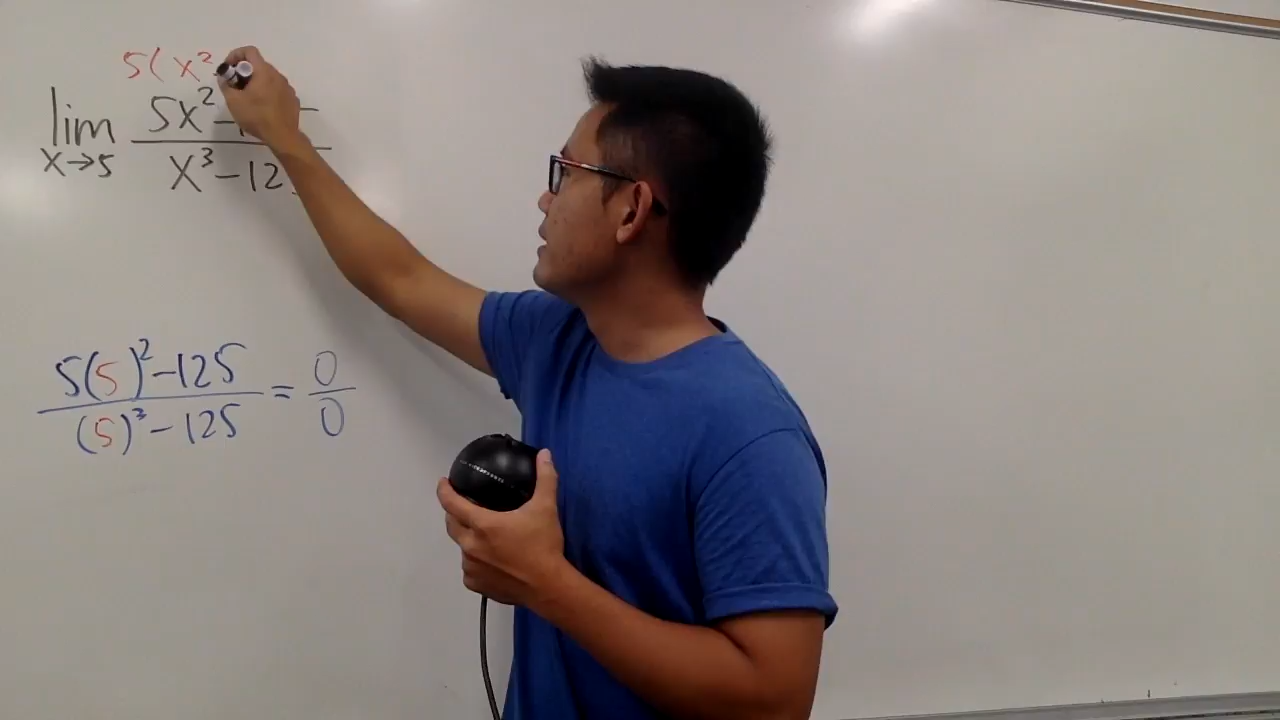 5( x²
lim 5x² -
x→5 x³ - 12
5(5)² - 125 = 0
(5)³ - 125 0